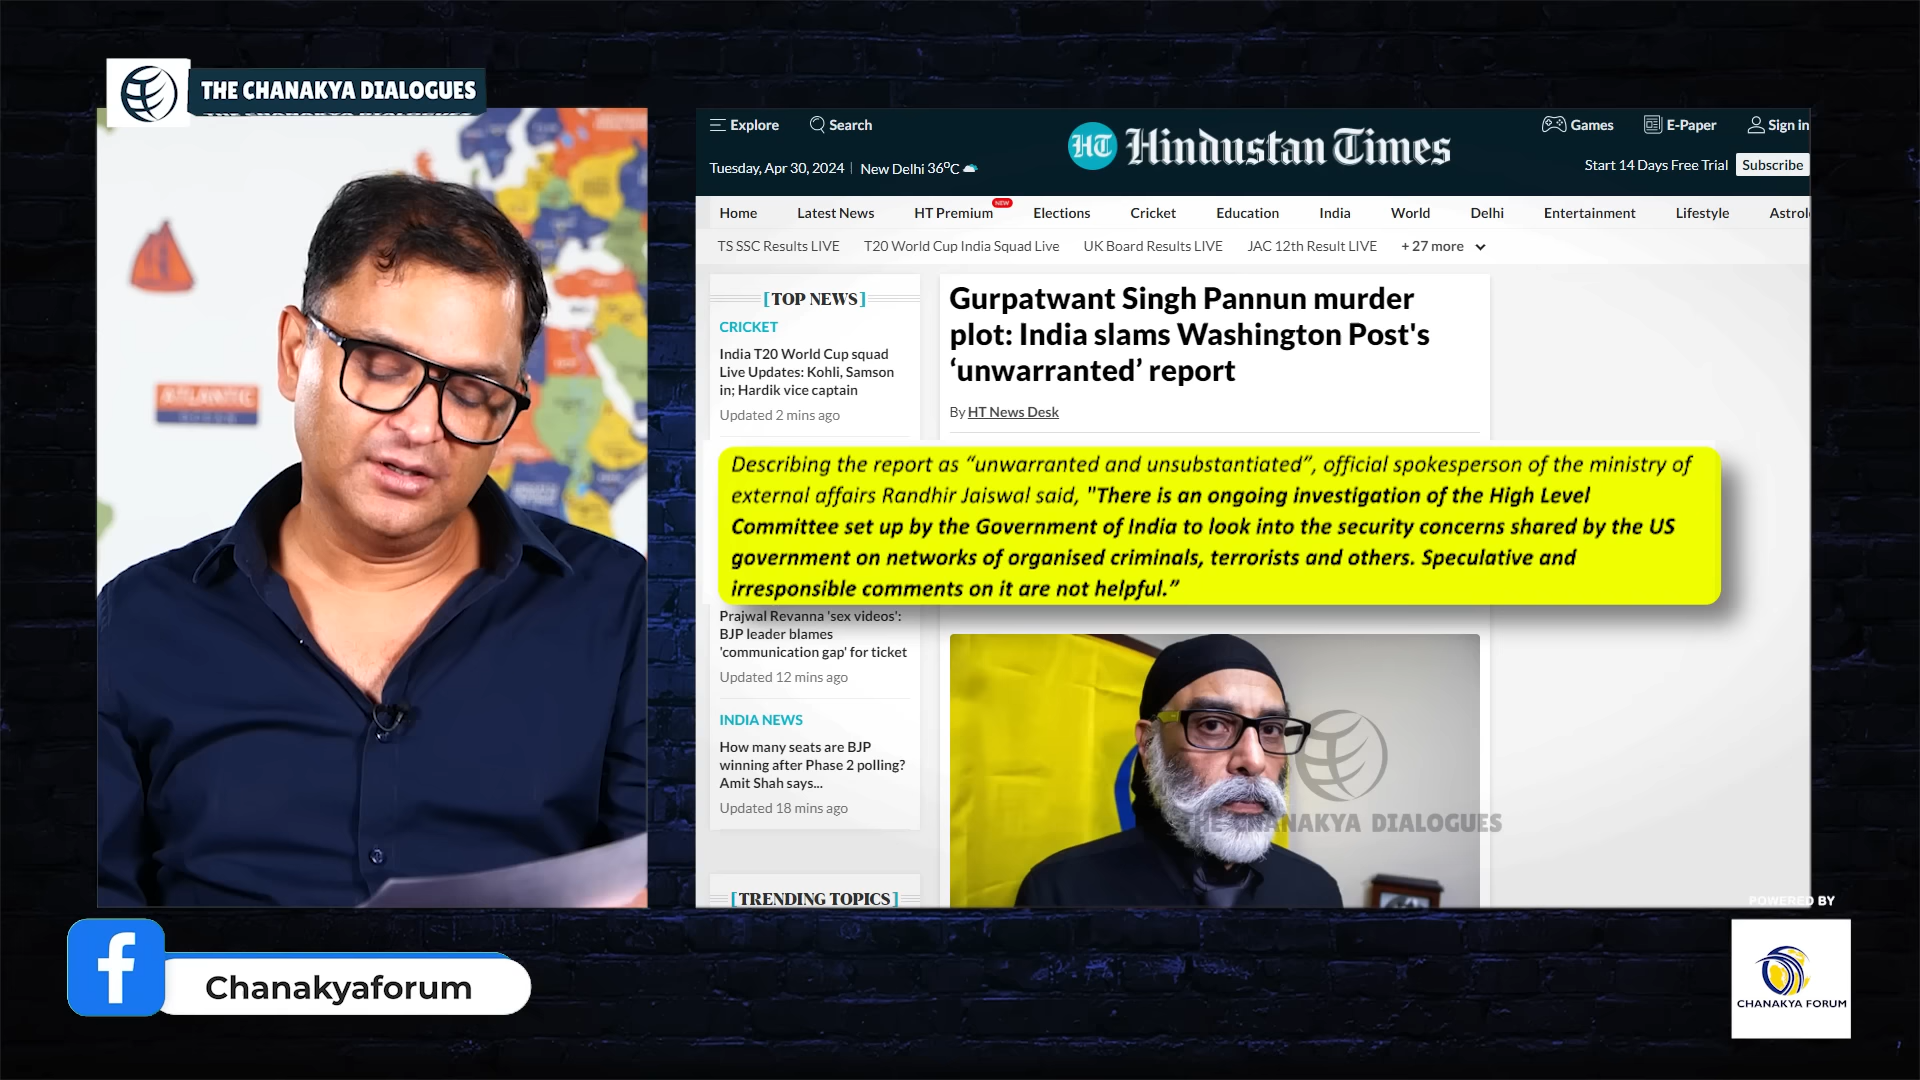 THE CHANAKYA DIALOGUES
ATLANTIC
Explore
Search
Tuesday, Apr 30, 2024 | New Delhi 36°C
HT Hindustan Times
Games
E-Paper
Sign in
Start 14 Days Free Trial
Subscribe
Home
Latest News
HT Premium
NEW
Elections
Cricket
Education
India
World
Delhi
Entertainment
Lifestyle
Astrol
TS SSC Results LIVE
T20 World Cup India Squad Live
UK Board Results LIVE
JAC 12th Result LIVE
+ 27 more
[TOP NEWS]
CRICKET
India T20 World Cup squad
Live Updates: Kohli, Samson
in; Hardik vice captain
Updated 2 mins ago
Gurpatwant Singh Pannun murder
plot: India slams Washington Post's
‘unwarranted’ report
By HT News Desk
Describing the report as “unwarranted and unsubstantiated”, official spokesperson of the ministry of
external affairs Randhir Jaiswal said, "There is an ongoing investigation of the High Level
Committee set up by the Government of India to look into the security concerns shared by the US
government on networks of organised criminals, terrorists and others. Speculative and
irresponsible comments on it are not helpful.”
Prajwal Revanna 'sex videos':
BJP leader blames
'communication gap' for ticket
Updated 12 mins ago
INDIA NEWS
How many seats are BJP
winning after Phase 2 polling?
Amit Shah says...
Updated 18 mins ago
[TRENDING TOPICS]
THE CHANAKYA DIALOGUES
f
Chanakyaforum
POWERED BY
CHANAKYA FORUM